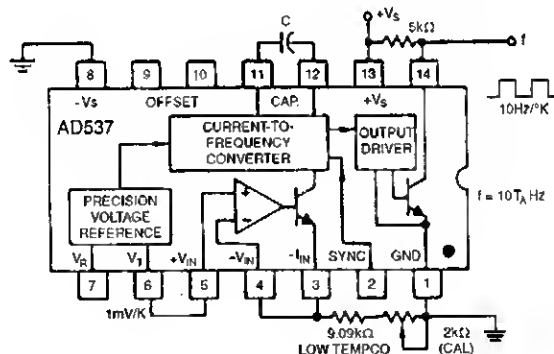 C
+Vs
5kΩ
f
8
9
10
11
12
13
14
-Vs
OFFSET
CAP.
+Vs
AD537
CURRENT-TO-
FREQUENCY
CONVERTER
OUTPUT
DRIVER
10Hz/°K
PRECISION
VOLTAGE
REFERENCE
+
-
f = 10TA Hz
VR
VT
+VIN
-VIN
-IIN
SYNC
GND
7
6
5
4
3
2
1
1mV/K
9.09kΩ
LOW TEMPCO
2kΩ
(CAL)